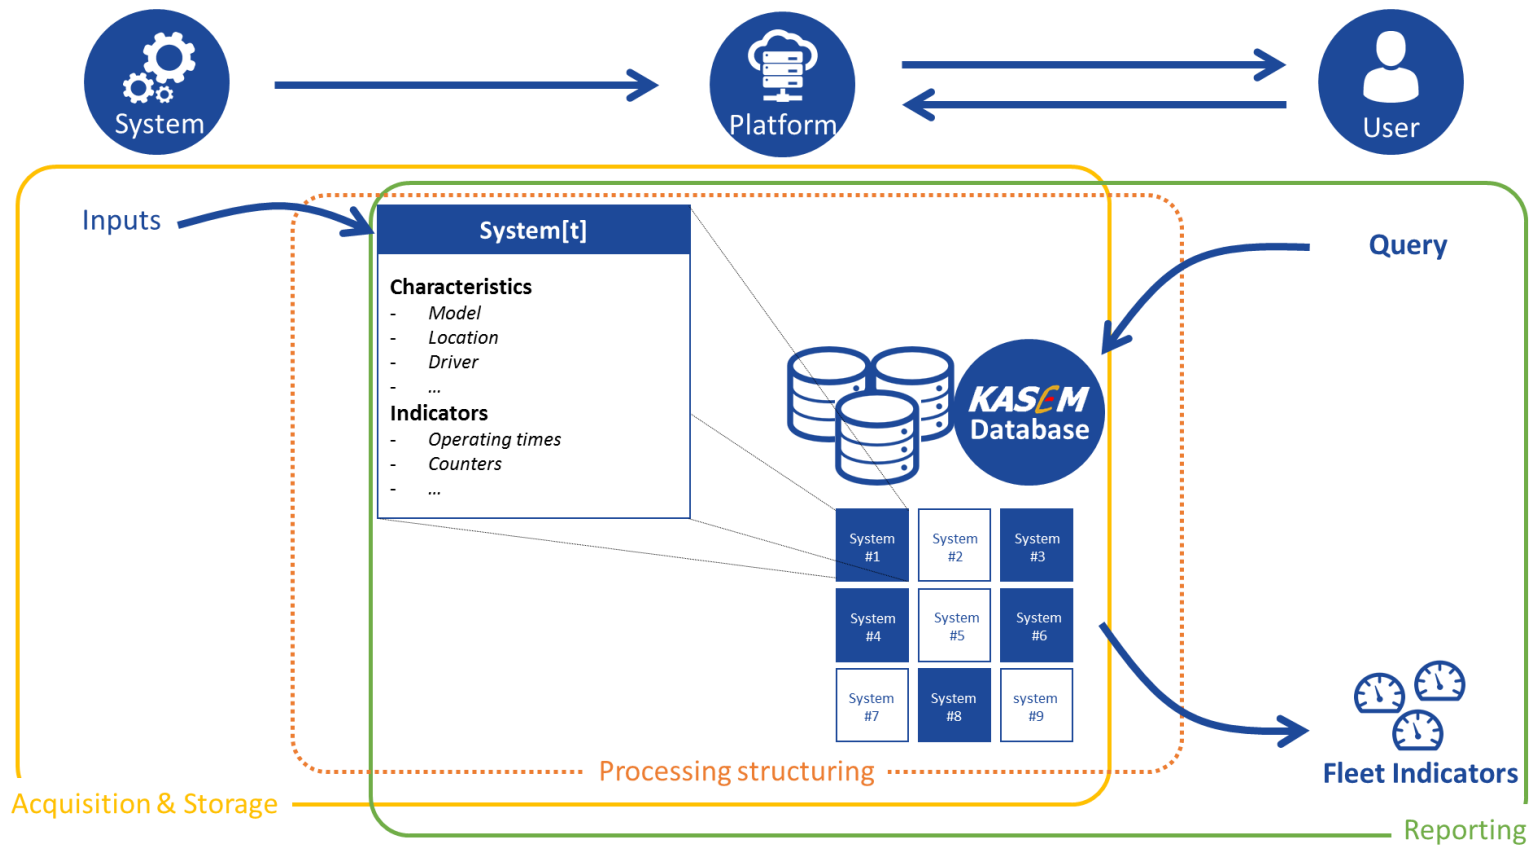 System
Platform
User
Inputs
System[t]
Query
Characteristics
- Model
- Location
- Driver
- ...
Indicators
- Operating times
- Counters
- ...
KASEM
Database
System
#1
System
#2
System
#3
System
#4
System
#5
System
#6
System
#7
System
#8
system
#9
Fleet Indicators
Processing structuring
Acquisition & Storage
Reporting